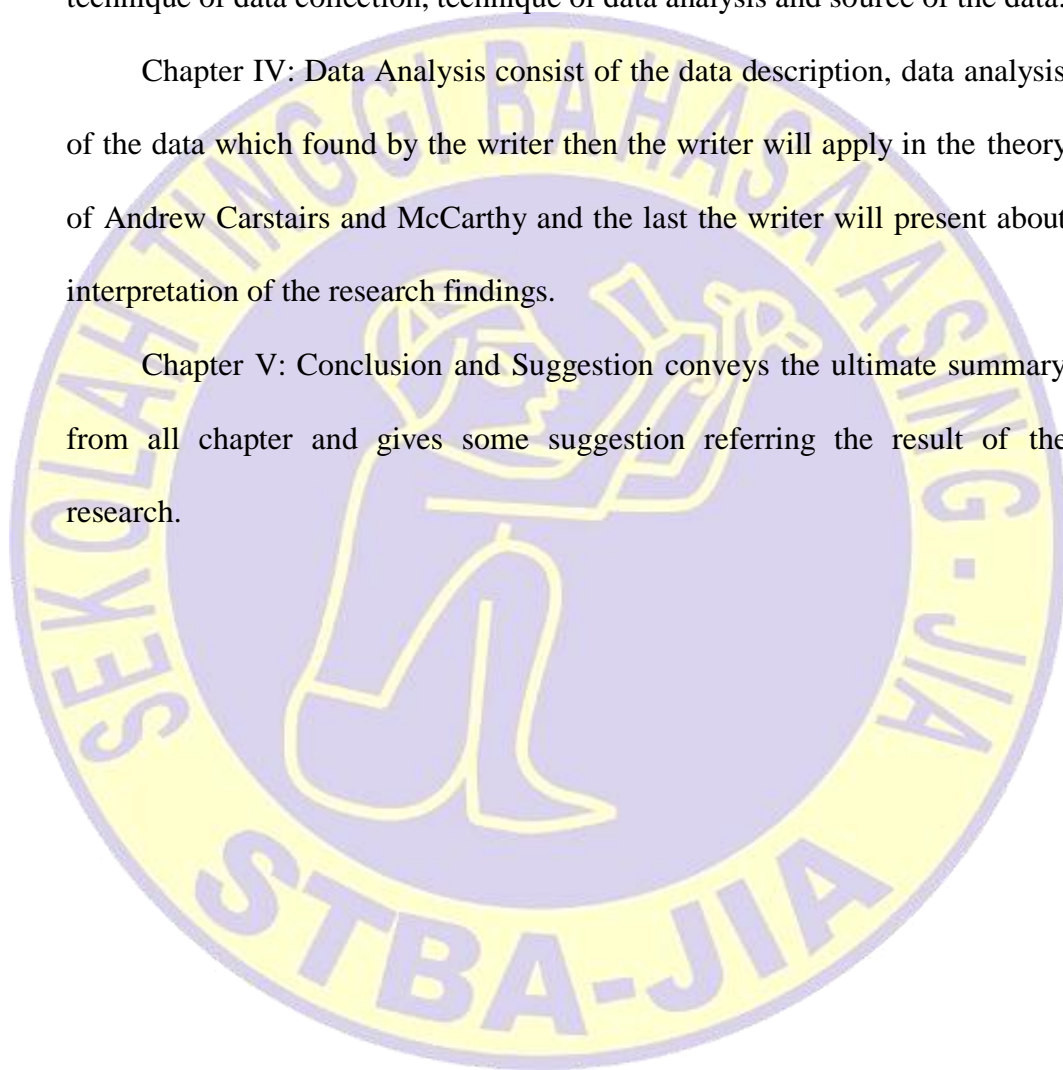 technique of data collection, technique of data analysis and source of the data.
Chapter IV: Data Analysis consist of the data description, data analysis
of the data which found by the writer then the writer will apply in the theory
of Andrew Carstairs and McCarthy and the last the writer will present about
interpretation of the research findings.
Chapter V: Conclusion and Suggestion conveys the ultimate summary
from all chapter and gives some suggestion referring the result of the
research.
SEKOLAH TINGGI BAHASA ASING - JIA
STBA-JIA